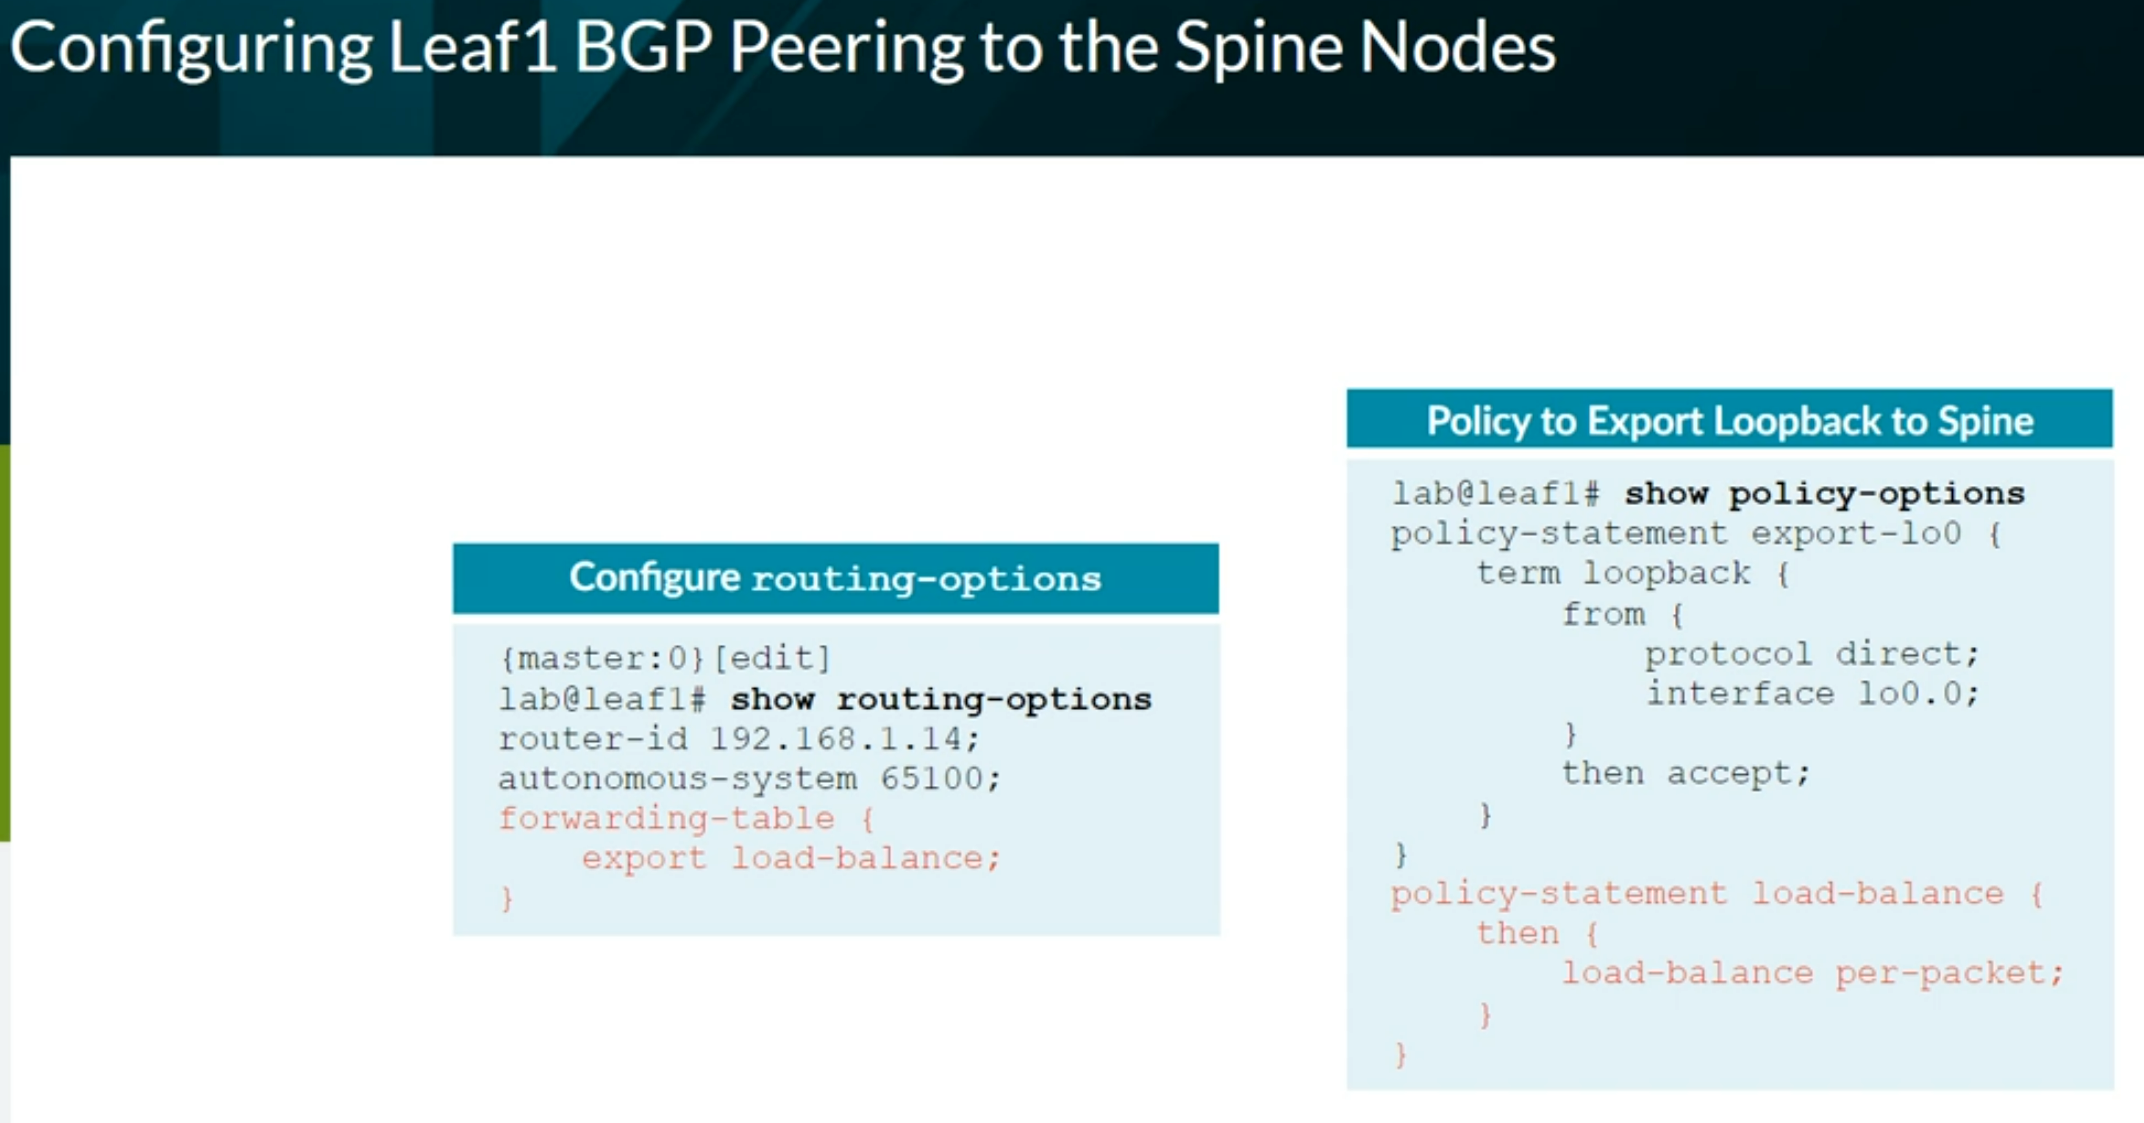 Configuring Leaf1 BGP Peering to the Spine Nodes
Configure routing-options
{master:0}[edit]
lab@leaf1# show routing-options
router-id 192.168.1.14;
autonomous-system 65100;
forwarding-table {
    export load-balance;
}
Policy to Export Loopback to Spine
lab@leaf1# show policy-options
policy-statement export-lo0 {
    term loopback {
        from {
            protocol direct;
            interface lo0.0;
        }
        then accept;
    }
}
policy-statement load-balance {
    then {
        load-balance per-packet;
    }
}